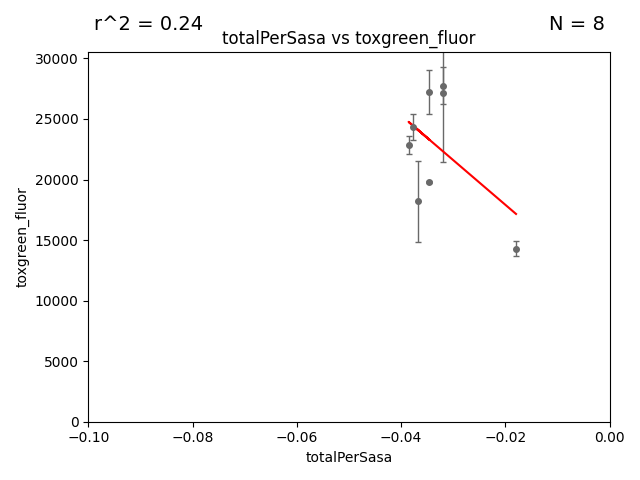 r^2 = 0.24
N = 8
totalPerSasa vs toxgreen_fluor
30000
25000
20000
15000
10000
5000
0
toxgreen_fluor
−0.10
−0.08
−0.06
−0.04
−0.02
0.00
totalPerSasa